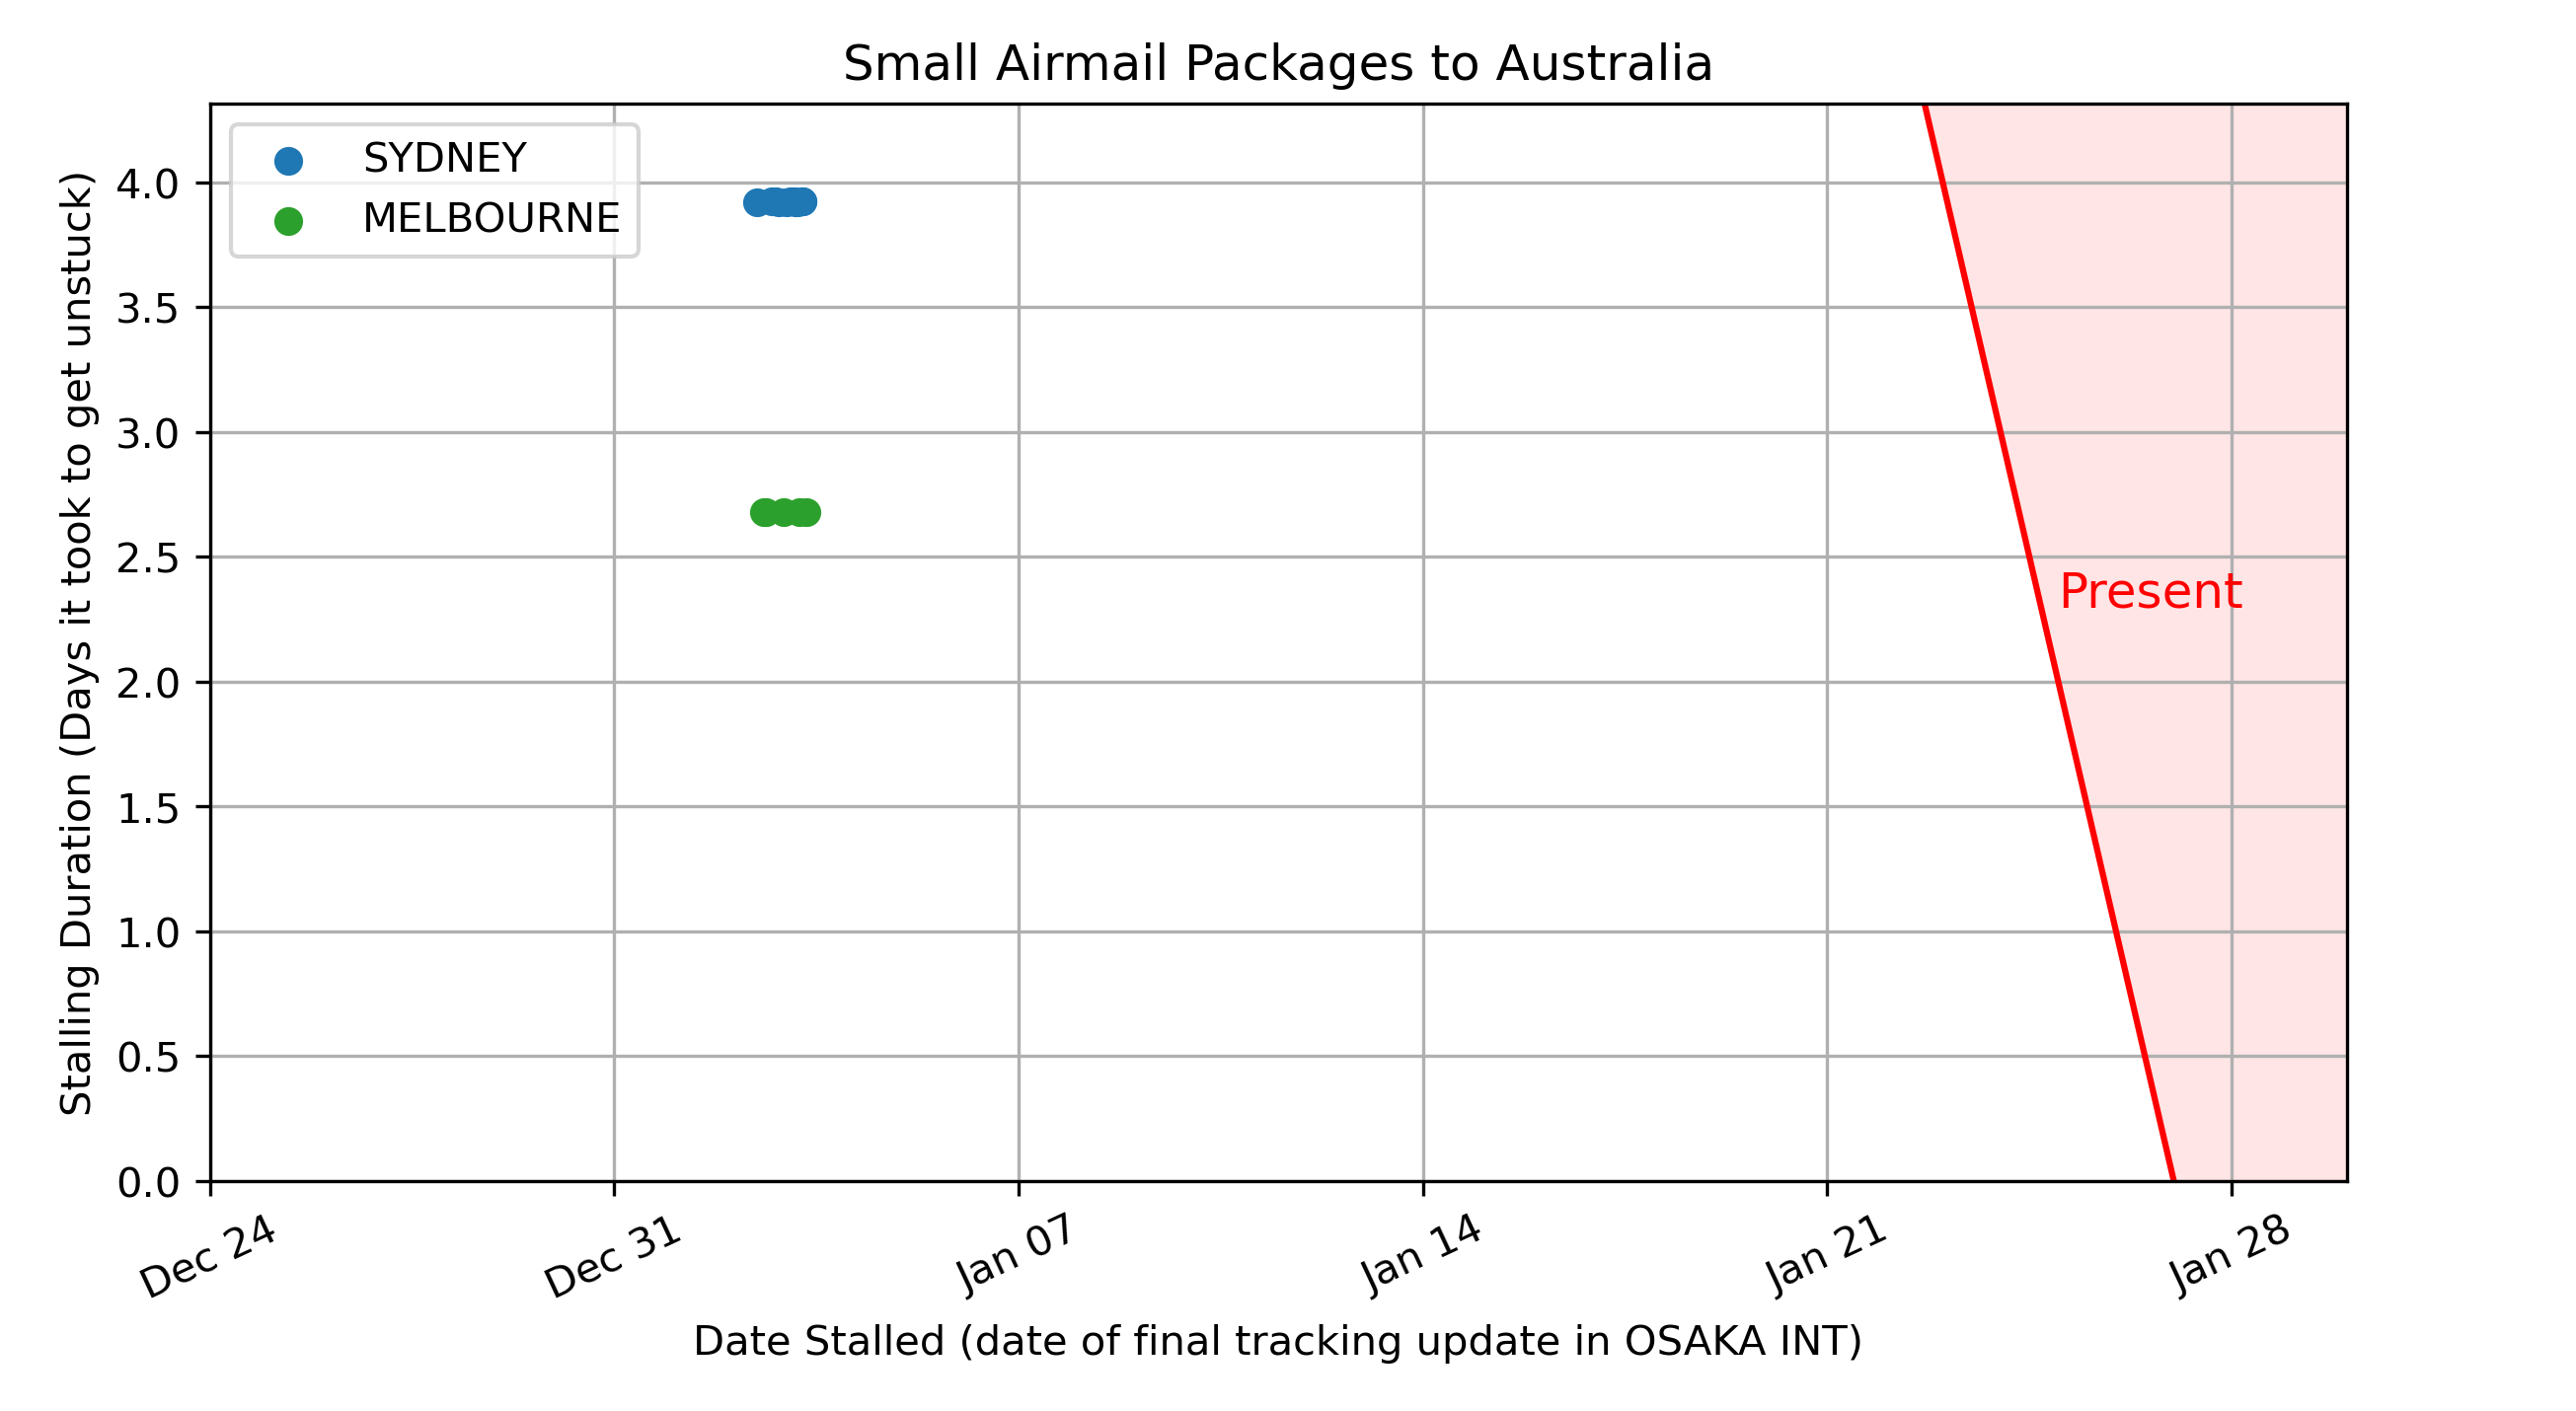 Small Airmail Packages to Australia
SYDNEY
MELBOURNE
Stalling Duration (Days it took to get unstuck)
4.0
3.5
3.0
2.5
2.0
1.5
1.0
0.5
0.0
Present
Dec 24
Dec 31
Jan 07
Jan 14
Jan 21
Jan 28
Date Stalled (date of final tracking update in OSAKA INT)